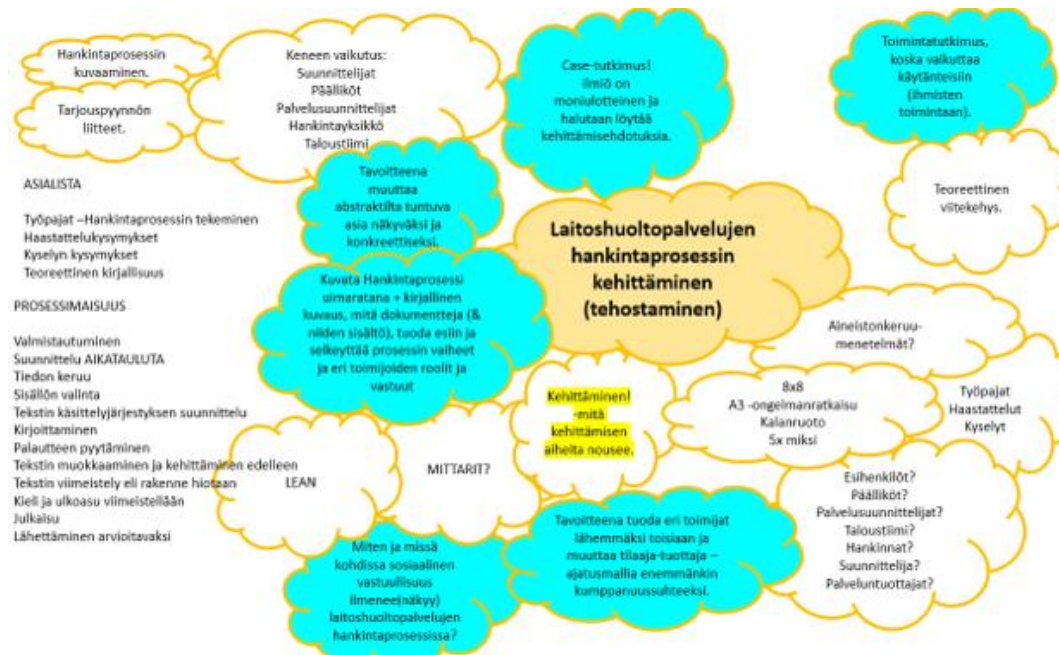 Hankintaprosessin
kuvaaminen.
Tarjouspyynnön
liitteet.
Keneen vaikutus:
Suunnittelijat
Päälliköt
Palvelusuunnittelijat
Hankintayksikkö
Taloustiimi
Case-tutkimus!
ilmiö on
moniulotteinen ja
halutaan löytää
kehittämisehdotuksia.
Toimintatutkimus,
koska vaikuttaa
käytänteisiin
(ihmisten
toimintaan).
Teoreettinen
viitekehys.
Tavoitteena
muuttaa
abstraktilta tuntuva
asia näkyväksi ja
konkreettiseksi.
Laitoshuoltopalvelujen
hankintaprosessin
kehittäminen
(tehostaminen)
ASIALISTA
Työpajat –Hankintaprosessin tekeminen
Haastattelukysymykset
Kyselyn kysymykset
Teoreettinen kirjallisuus
PROSESSIMAISUUS
Valmistautuminen
Suunnittelu AIKATAULUTA
Tiedon keruu
Sisällön valinta
Tekstin käsittelyjärjestyksen suunnittelu
Kirjoittaminen
Palautteen pyytäminen
Tekstin muokkaaminen ja kehittäminen edelleen
Tekstin viimeistely eli rakenne hiotaan
Kieli ja ulkoasu viimeistellään
Julkaisu
Lähettäminen arvioitavaksi
Kuvata Hankintaprosessi
uimaratana + kirjallinen
kuvaus, mitä dokumentteja (&
niiden sisältö), tuoda esiin ja
selkeyttää prosessin vaiheet
ja eri toimijoiden roolit ja
vastuut
Aineistonkeruu-
menetelmät?
Kehittäminen!
-mitä
kehittämisen
aiheita nousee.
8x8
A3 -ongelmanratkaisu
Kalanruoto
5x miksi
Työpajat
Haastattelut
Kyselyt
LEAN
MITTARIT?
Esihenkilöt?
Päälliköt?
Palvelusuunnittelijat?
Taloustiimi?
Hankinnat?
Suunnittelija?
Palveluntuottajat?
Miten ja missä
kohdissa sosiaalinen
vastuullisuus
ilmenee(näkyy)
laitoshuoltopalvelujen
hankintaprosessissa?
Tavoitteena tuoda eri toimijat
lähemmäksi toisiaan ja
muuttaa tilaaja-tuottaja –
ajatusmallia enemmänkin
kumppanuussuhteeksi.